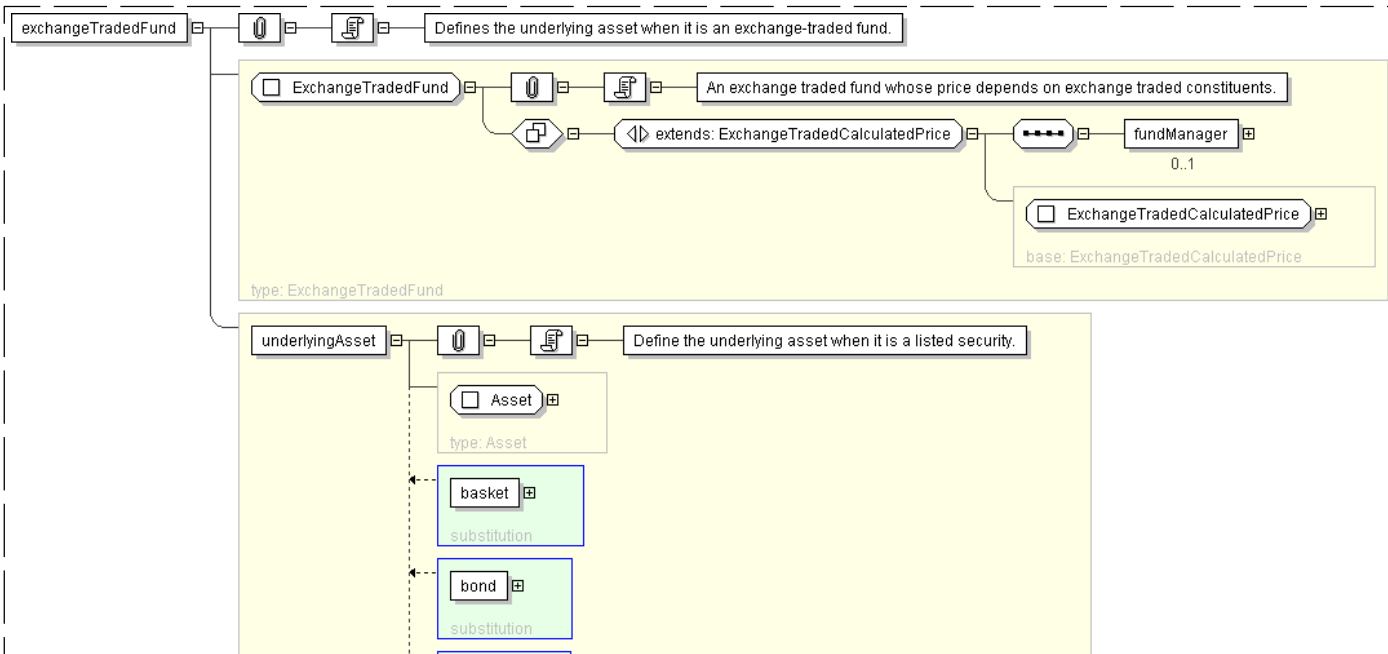 exchangeTradedFund Defines the underlying asset when it is an exchange-traded fund.
ExchangeTradedFund An exchange traded fund whose price depends on exchange traded constituents.
extends: ExchangeTradedCalculatedPrice fundManager
0..1
ExchangeTradedCalculatedPrice
base: ExchangeTradedCalculatedPrice
type: ExchangeTradedFund
underlyingAsset Define the underlying asset when it is a listed security.
Asset
type: Asset
basket
substitution
bond
substitution